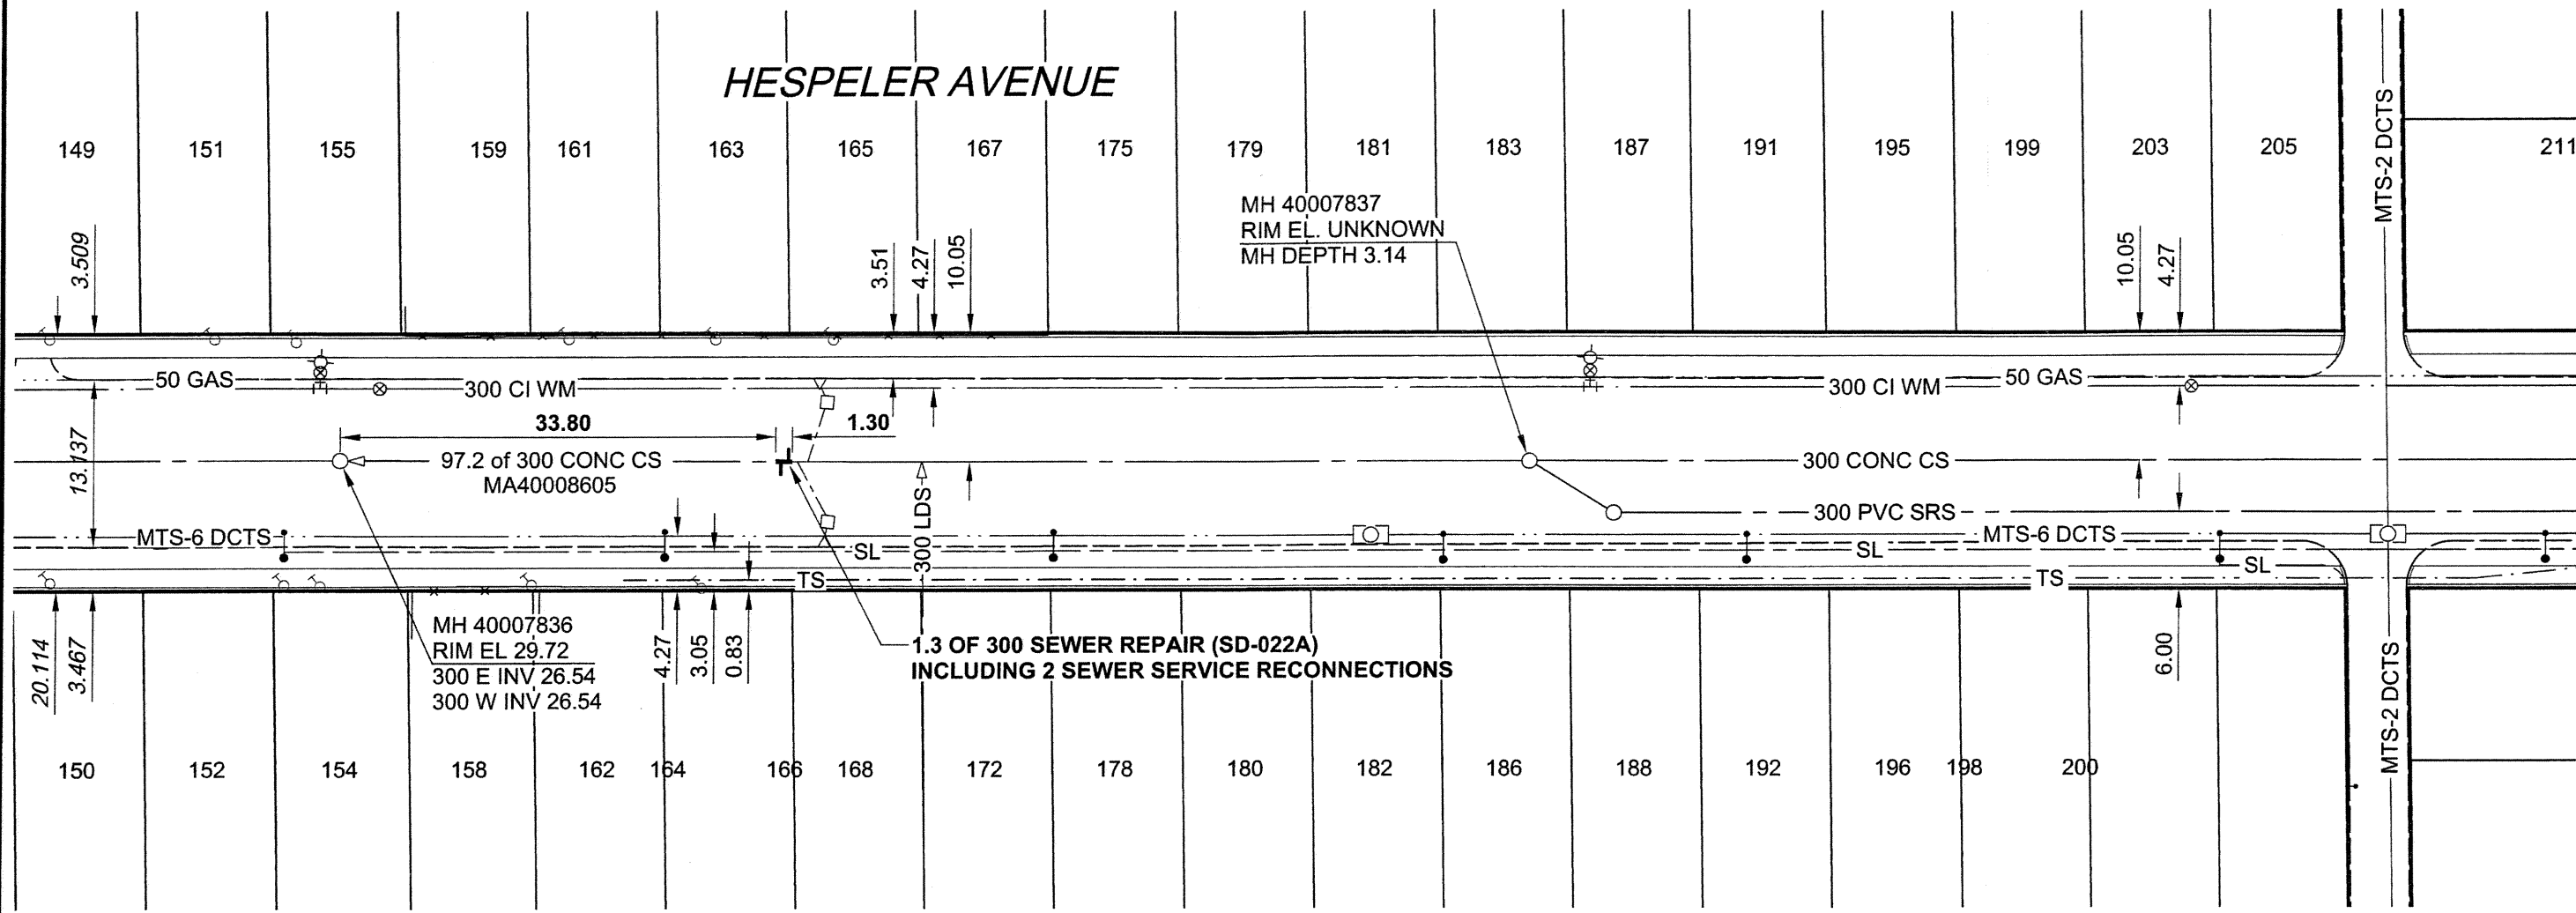 HESPELER AVENUE
149 151 155 159 161 163 165 167 175 179 181 183 187 191 195 199 203 205 211
MTS-2 DCTS
MH 40007837
RIM EL. UNKNOWN
MH DEPTH 3.14
3.509
3.51
4.27
10.05
10.05
4.27
50 GAS
300 CI WM
300 CI WM
50 GAS
33.80
1.30
13.137
97.2 of 300 CONC CS
MA40008605
300 CONC CS
300 LDS
300 PVC SRS
MTS-6 DCTS
SL
SL
MTS-6 DCTS
SL
TS
TS
20.114
3.467
MH 40007836
RIM EL 29.72
300 E INV 26.54
300 W INV 26.54
4.27
3.05
0.83
1.3 OF 300 SEWER REPAIR (SD-022A)
INCLUDING 2 SEWER SERVICE RECONNECTIONS
6.00
MTS-2 DCTS
150 152 154 158 162 164 166 168 172 178 180 182 186 188 192 196 198 200